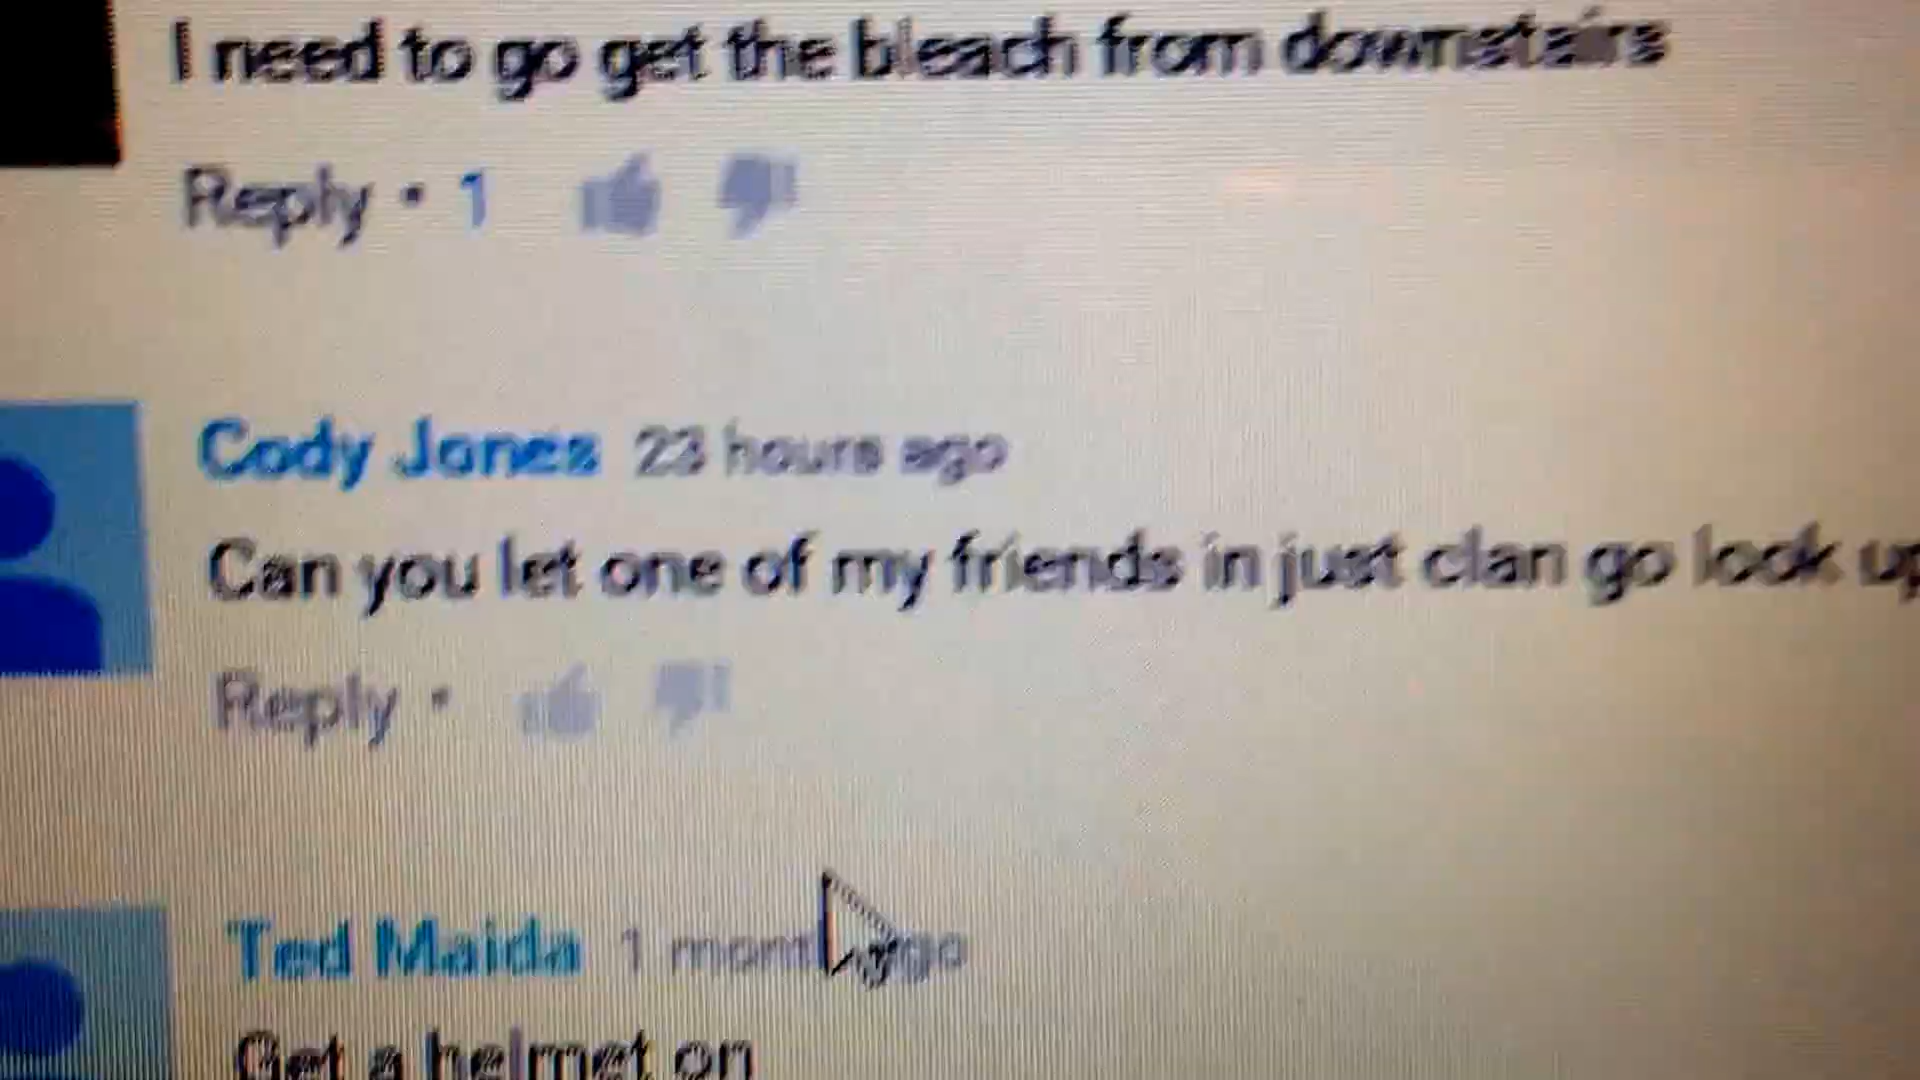 I need to go get the bleach from downstairs
Reply • 1
Cody Jones 23 hours ago
Can you let one of my friends in just clan go look up
Reply •
Ted Maida 1 month ago
Get a helmet on